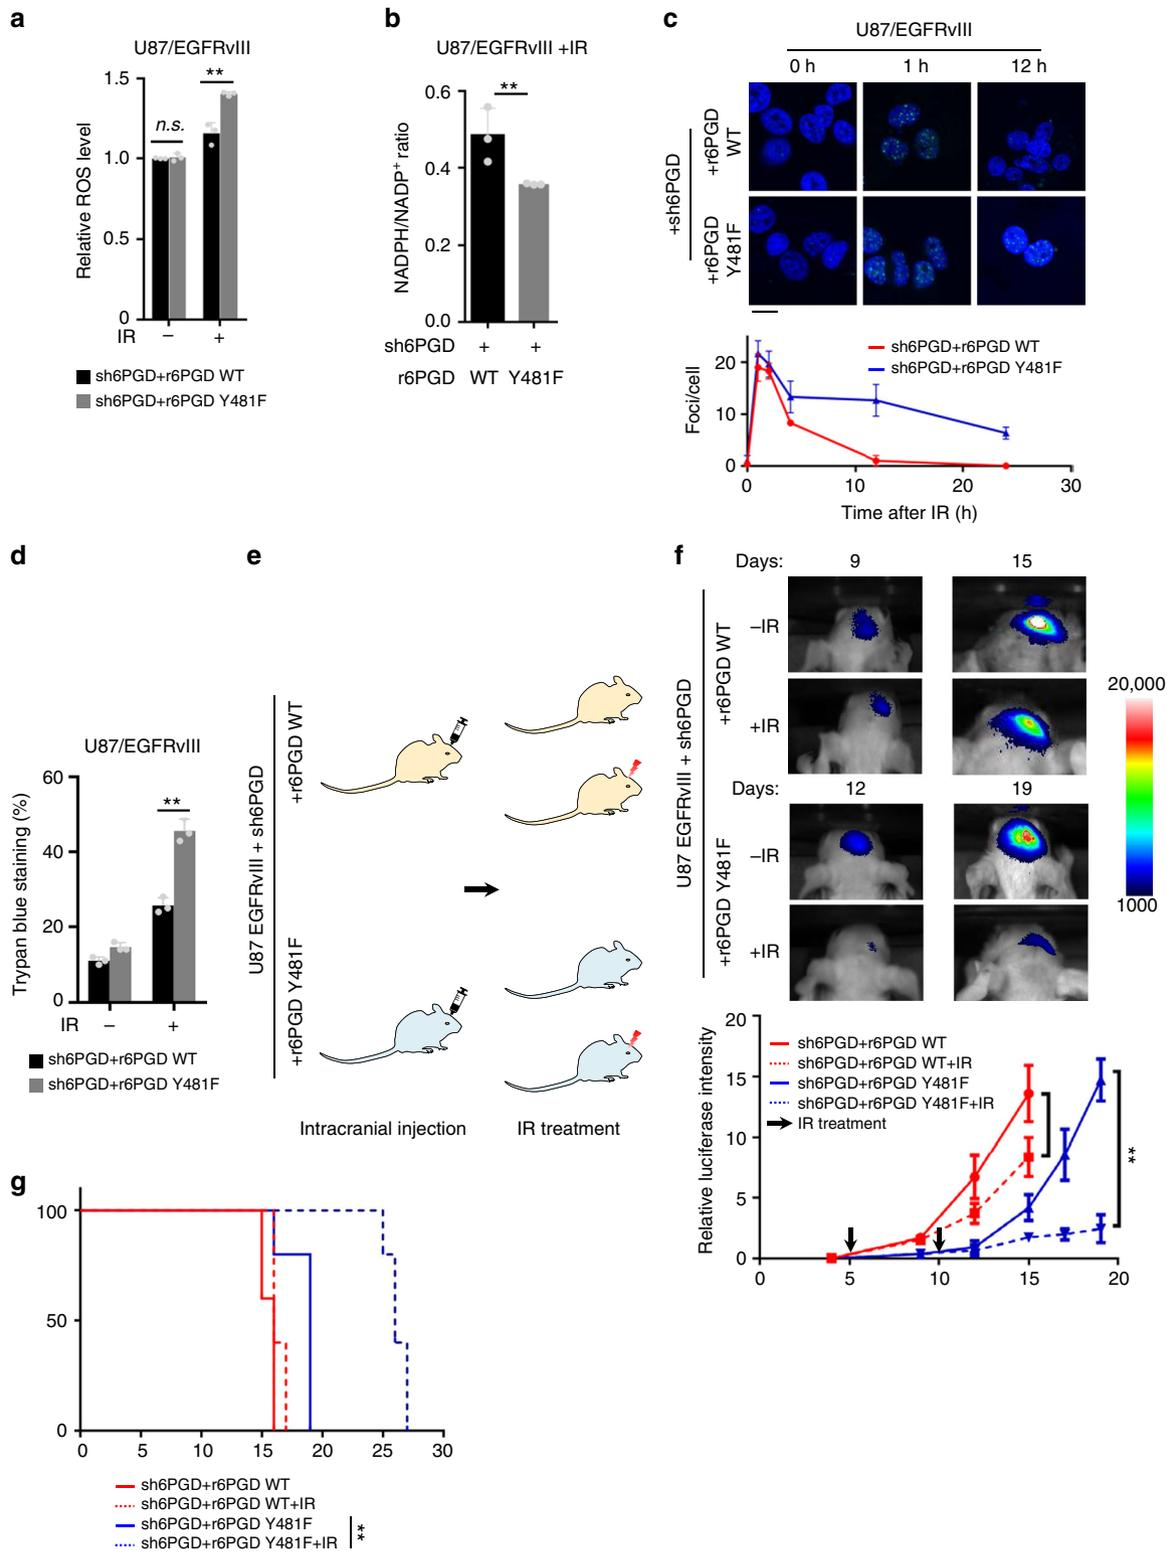 a
U87/EGFRvIII
Relative ROS level
1.5
1.0
0.5
0
n.s.
**
IR
–
+
sh6PGD+r6PGD WT
sh6PGD+r6PGD Y481F
b
U87/EGFRvIII +IR
NADPH/NADP+ ratio
0.6
0.4
0.2
0.0
**
sh6PGD + +
r6PGD WT Y481F
c
U87/EGFRvIII
0 h 1 h 12 h
+sh6PGD
+r6PGD
WT
+r6PGD
Y481F
sh6PGD+r6PGD WT
sh6PGD+r6PGD Y481F
Foci/cell
20
10
0
0 10 20 30
Time after IR (h)
d
U87/EGFRvIII
Trypan blue staining (%)
60
40
20
0
**
IR – +
sh6PGD+r6PGD WT
sh6PGD+r6PGD Y481F
e
U87 EGFRvIII + sh6PGD
+r6PGD WT
+r6PGD Y481F
Intracranial injection
IR treatment
f
Days: 9 15
U87 EGFRvIII + sh6PGD
+r6PGD WT
–IR
+IR
Days: 12 19
+r6PGD Y481F
–IR
+IR
20,000
1000
Relative luciferase intensity
20
15
10
5
0
sh6PGD+r6PGD WT
sh6PGD+r6PGD WT+IR
sh6PGD+r6PGD Y481F
sh6PGD+r6PGD Y481F+IR
IR treatment
**
0 5 10 15 20
g
100
50
0
0 5 10 15 20 25 30
sh6PGD+r6PGD WT
sh6PGD+r6PGD WT+IR
sh6PGD+r6PGD Y481F
sh6PGD+r6PGD Y481F+IR
**